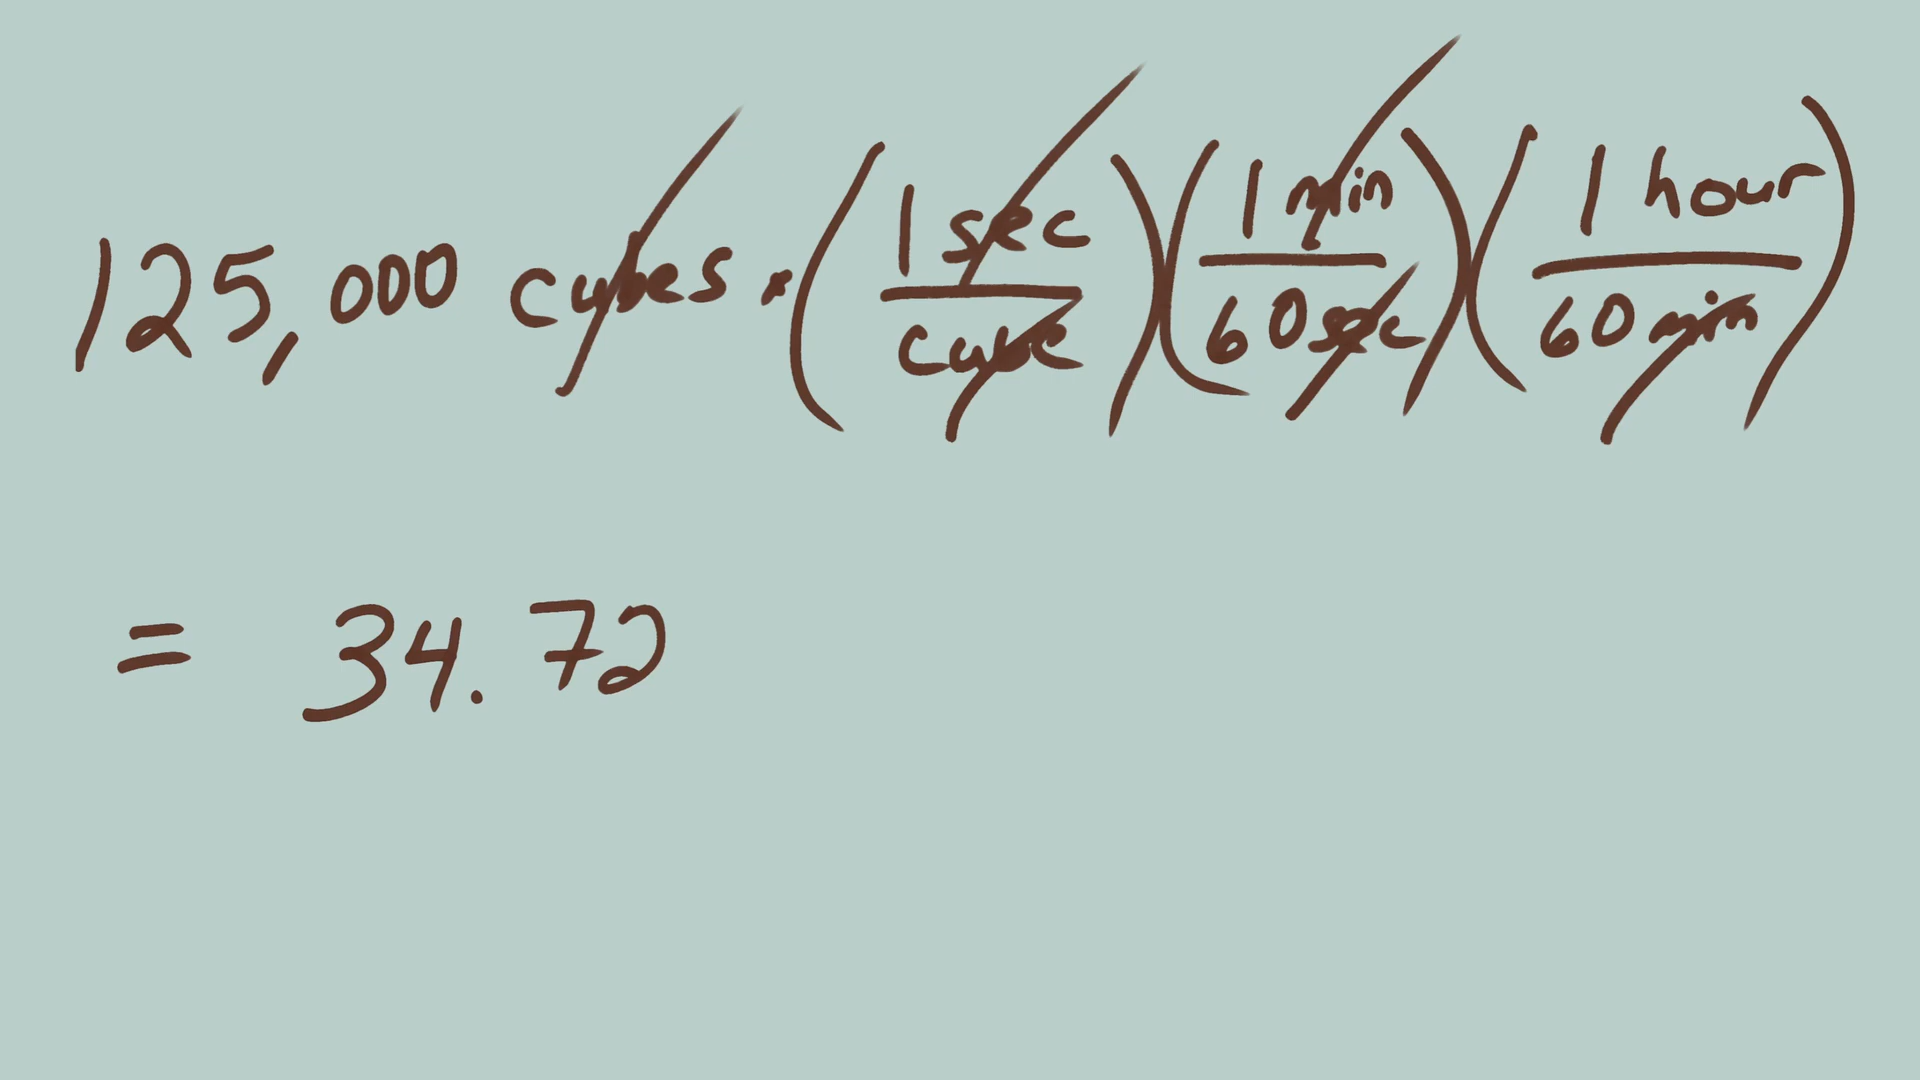 125,000 cubes · (1 sec / cube)(1 min / 60 sec)(1 hour / 60 min)
= 34.72